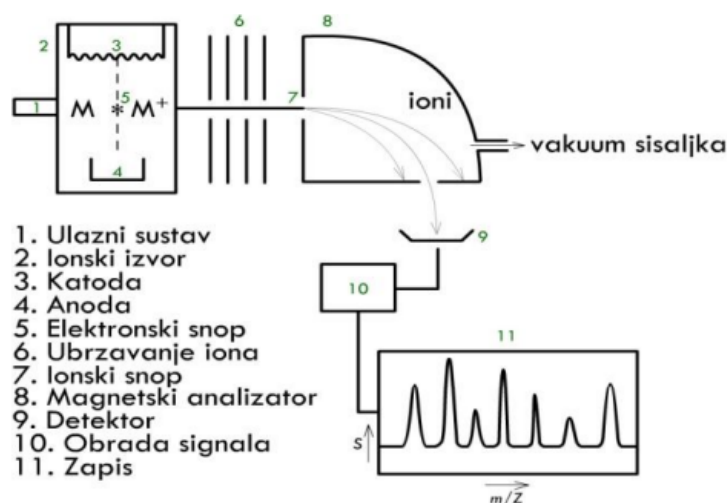 6
8
2
3
1
M
5
*
M+
4
7
ioni
vakuum sisaljka
9
10
11
S
m/Z
1. Ulazni sustav
2. Ionski izvor
3. Katoda
4. Anoda
5. Elektronski snop
6. Ubrzavanje iona
7. Ionski snop
8. Magnetski analizator
9. Detektor
10. Obrada signala
11. Zapis